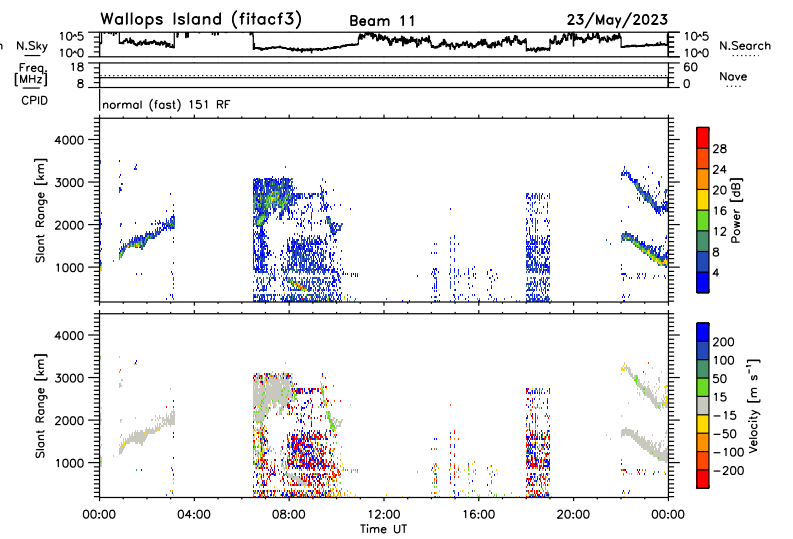 Wallops Island (fitacf3) Beam 11 23/May/2023
n N.Sky 10^5 10^0 10^5 10^0 N.Search
Freq. [MHz] 18 8 60 0 Nave
CPID normal (fast) 151 RF
Slant Range [km] 4000 3000 2000 1000
28 24 20 16 12 8 4 Power [dB]
Slant Range [km] 4000 3000 2000 1000
200 100 50 15 −15 −50 −100 −200 Velocity [m s⁻¹]
00:00 04:00 08:00 12:00 16:00 20:00 00:00
Time UT